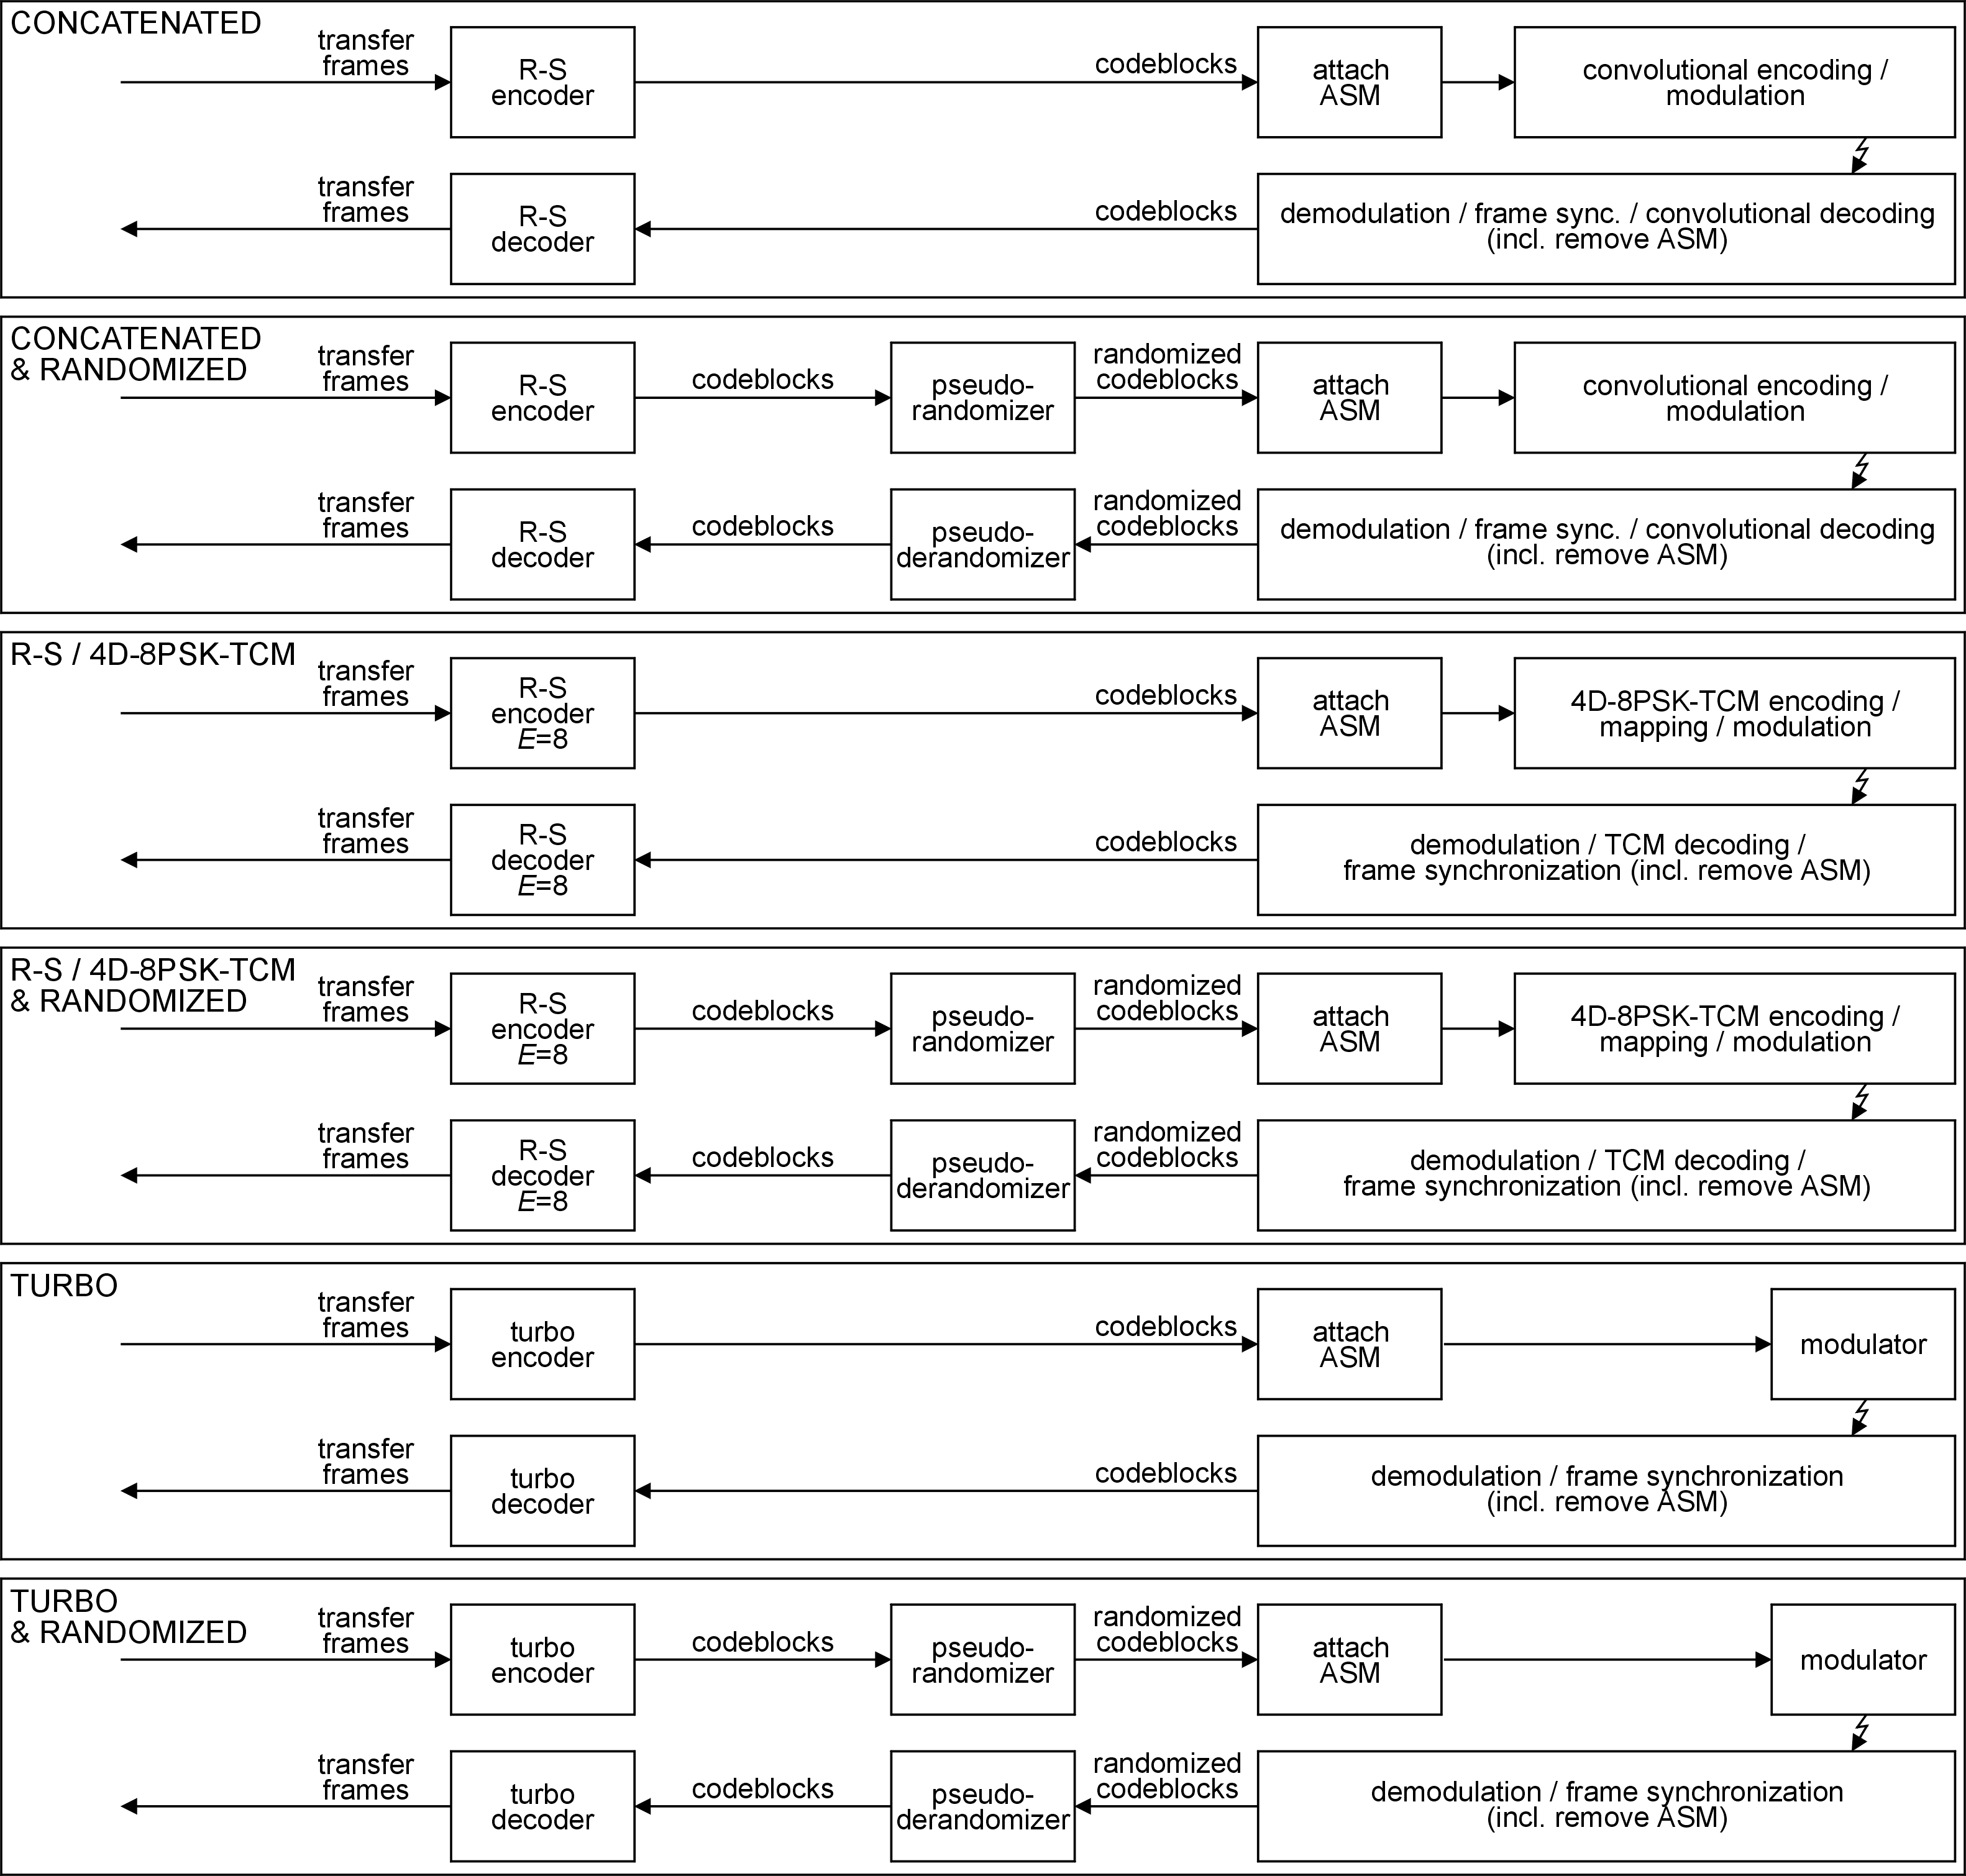 CONCATENATED
transfer
frames
R-S
encoder
codeblocks
attach
ASM
convolutional encoding /
modulation
transfer
frames
R-S
decoder
codeblocks
demodulation / frame sync. / convolutional decoding
(incl. remove ASM)
CONCATENATED
& RANDOMIZED
transfer
frames
R-S
encoder
codeblocks
pseudo-
randomizer
randomized
codeblocks
attach
ASM
convolutional encoding /
modulation
transfer
frames
R-S
decoder
codeblocks
pseudo-
derandomizer
randomized
codeblocks
demodulation / frame sync. / convolutional decoding
(incl. remove ASM)
R-S / 4D-8PSK-TCM
transfer
frames
R-S
encoder
E=8
codeblocks
attach
ASM
4D-8PSK-TCM encoding /
mapping / modulation
transfer
frames
R-S
decoder
E=8
codeblocks
demodulation / TCM decoding /
frame synchronization (incl. remove ASM)
R-S / 4D-8PSK-TCM
& RANDOMIZED
transfer
frames
R-S
encoder
E=8
codeblocks
pseudo-
randomizer
randomized
codeblocks
attach
ASM
4D-8PSK-TCM encoding /
mapping / modulation
transfer
frames
R-S
decoder
E=8
codeblocks
pseudo-
derandomizer
randomized
codeblocks
demodulation / TCM decoding /
frame synchronization (incl. remove ASM)
TURBO
transfer
frames
turbo
encoder
codeblocks
attach
ASM
modulator
transfer
frames
turbo
decoder
codeblocks
demodulation / frame synchronization
(incl. remove ASM)
TURBO
& RANDOMIZED
transfer
frames
turbo
encoder
codeblocks
pseudo-
randomizer
randomized
codeblocks
attach
ASM
modulator
transfer
frames
turbo
decoder
codeblocks
pseudo-
derandomizer
randomized
codeblocks
demodulation / frame synchronization
(incl. remove ASM)